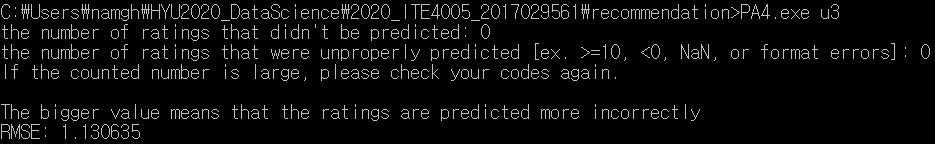 C:₩Users₩namgh₩HYU2020_DataScience₩2020_ITE4005_2017029561₩recommendation>PA4.exe u3
the number of ratings that didn't be predicted: 0
the number of ratings that were unproperly predicted [ex. >=10, <0, NaN, or format errors]: 0
If the counted number is large, please check your codes again.

The bigger value means that the ratings are predicted more incorrectly
RMSE: 1.130635